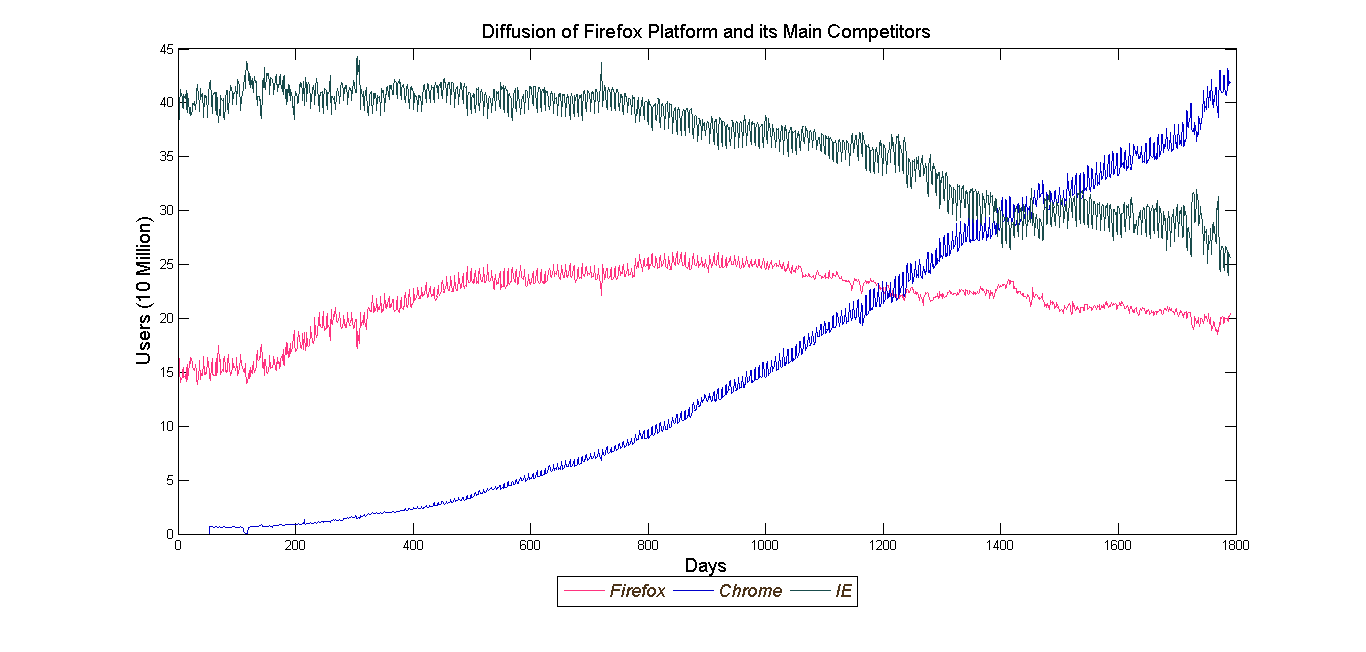 Diffusion of Firefox Platform and its Main Competitors
45
40
35
30
25
20
15
10
5
0
Users (10 Million)
0 200 400 600 800 1000 1200 1400 1600 1800
Days
Firefox Chrome IE